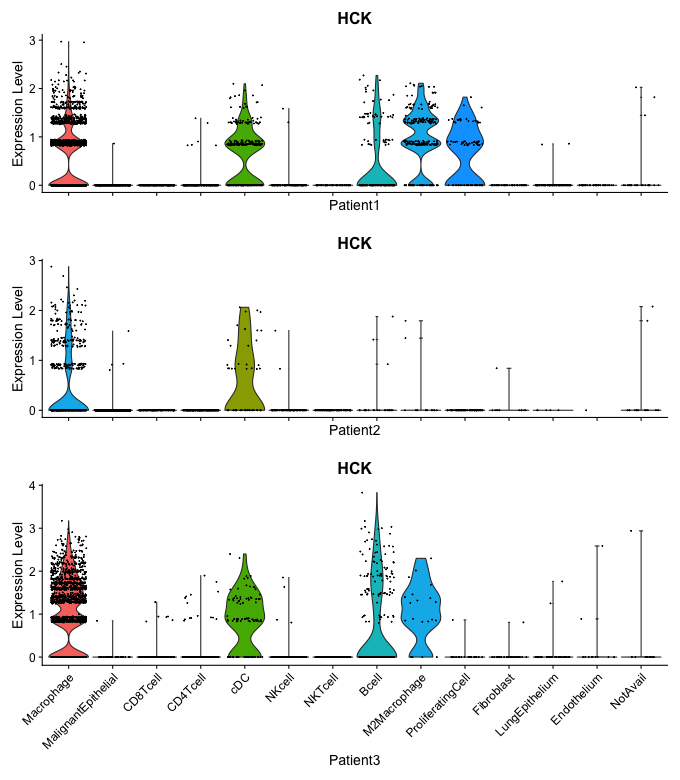 HCK
Expression Level
3
2
1
0
Patient1
HCK
Expression Level
3
2
1
0
Patient2
HCK
Expression Level
4
3
2
1
0
Macrophage
MalignantEpithelial
CD8Tcell
CD4Tcell
cDC
NKcell
NKTcell
Bcell
M2Macrophage
ProliferatingCell
Fibroblast
LungEpithelium
Endothelium
NotAvail
Patient3